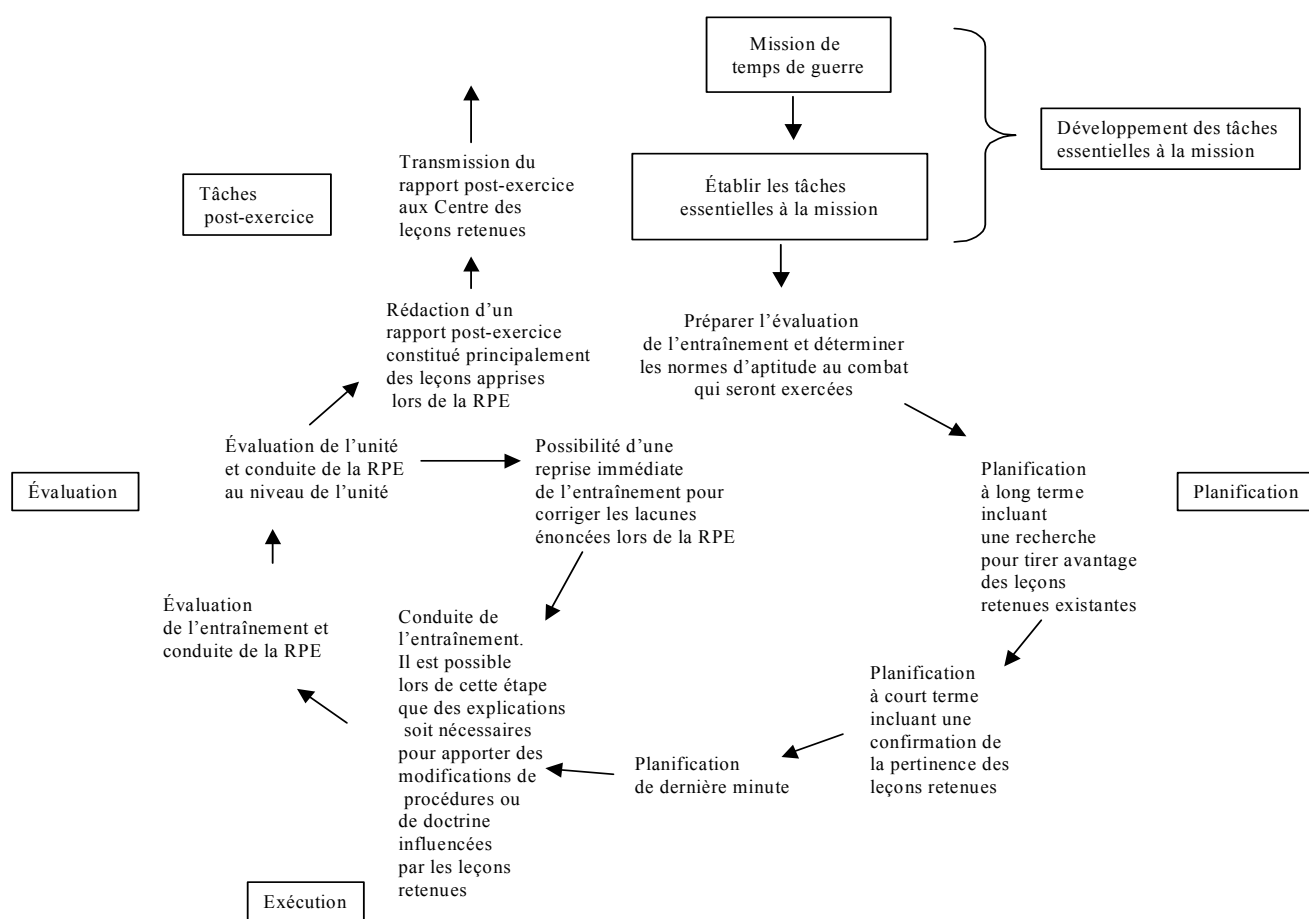 Mission de
temps de guerre
Développement des tâches
essentielles à la mission
Établir les tâches
essentielles à la mission
Préparer l’évaluation
de l’entraînement et déterminer
les normes d’aptitude au combat
qui seront exercées
Planification
à long terme
incluant
une recherche
pour tirer avantage
des leçons
retenues existantes
Planification
Planification
à court terme
incluant une
confirmation de
la pertinence des
leçons retenues
Planification
de dernière minute
Conduite de
l’entraînement.
Il est possible
lors de cette étape
que des explications
soit nécessaires
pour apporter des
modifications de
procédures ou
de doctrine
influencées
par les leçons
retenues
Exécution
Évaluation
de l’entraînement et
conduite de la RPE
Évaluation
Évaluation de l’unité
et conduite de la RPE
au niveau de l’unité
Possibilité d’une
reprise immédiate
de l’entraînement pour
corriger les lacunes
énoncées lors de la RPE
Rédaction d’un
rapport post-exercice
constitué principalement
des leçons apprises
lors de la RPE
Transmission du
rapport post-exercice
aux Centre des
leçons retenues
Tâches
post-exercice